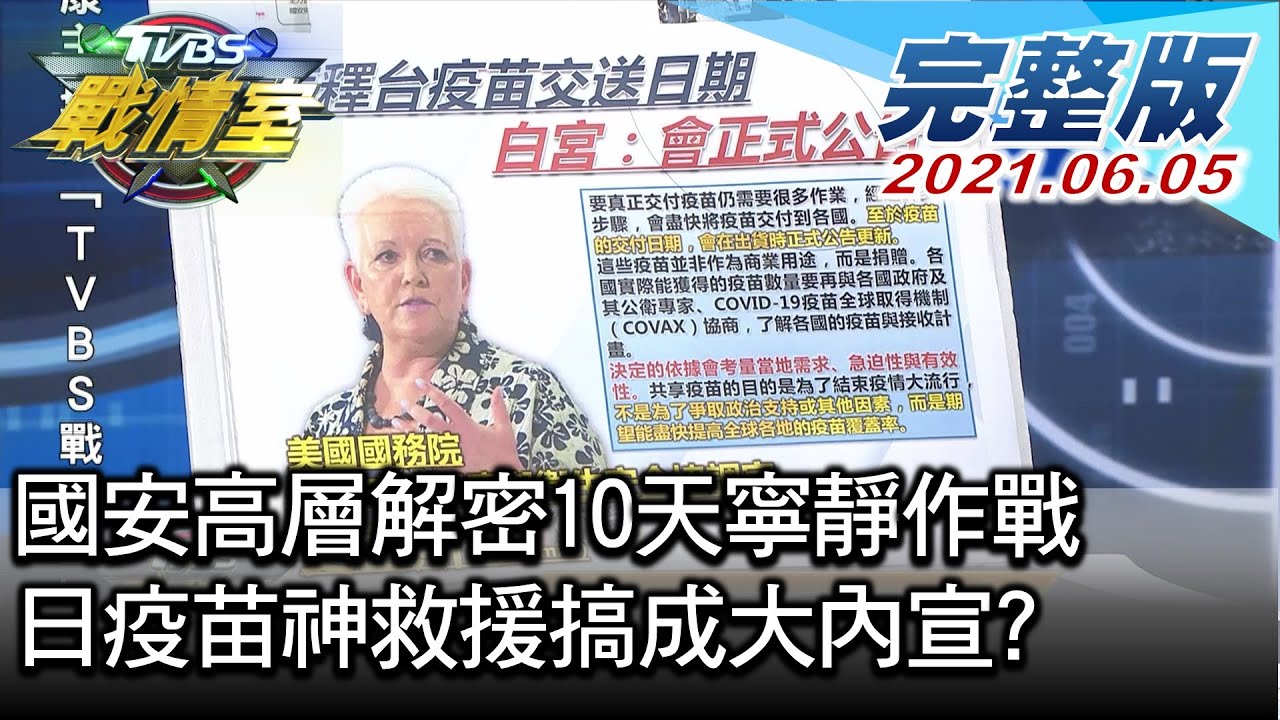 TVBS
戰情室
釋台疫苗交送日期
白宮：會正式公
完整版
2021.06.05
「TVBS戰
004
要真正交付疫苗仍需要很多作業，
步驟，會盡快將疫苗交付到各國。至於疫苗
的交付日期，會在出貨時正式公告更新。
這些疫苗並非作為商業用途，而是捐贈。各
國實際能獲得的疫苗數量要再與各國政府及
其公衛專家、COVID-19疫苗全球取得機制
（COVAX）協商，了解各國的疫苗與接收計
畫。
決定的依據會考量當地需求、急迫性與有效
性。共享疫苗的目的是為了結束疫情大流行，
不是為了爭取政治支持或其他因素，而是期
望能盡快提高全球各地的疫苗覆蓋率。
美國國務院
國安高層解密10天寧靜作戰
日疫苗神救援搞成大內宣?